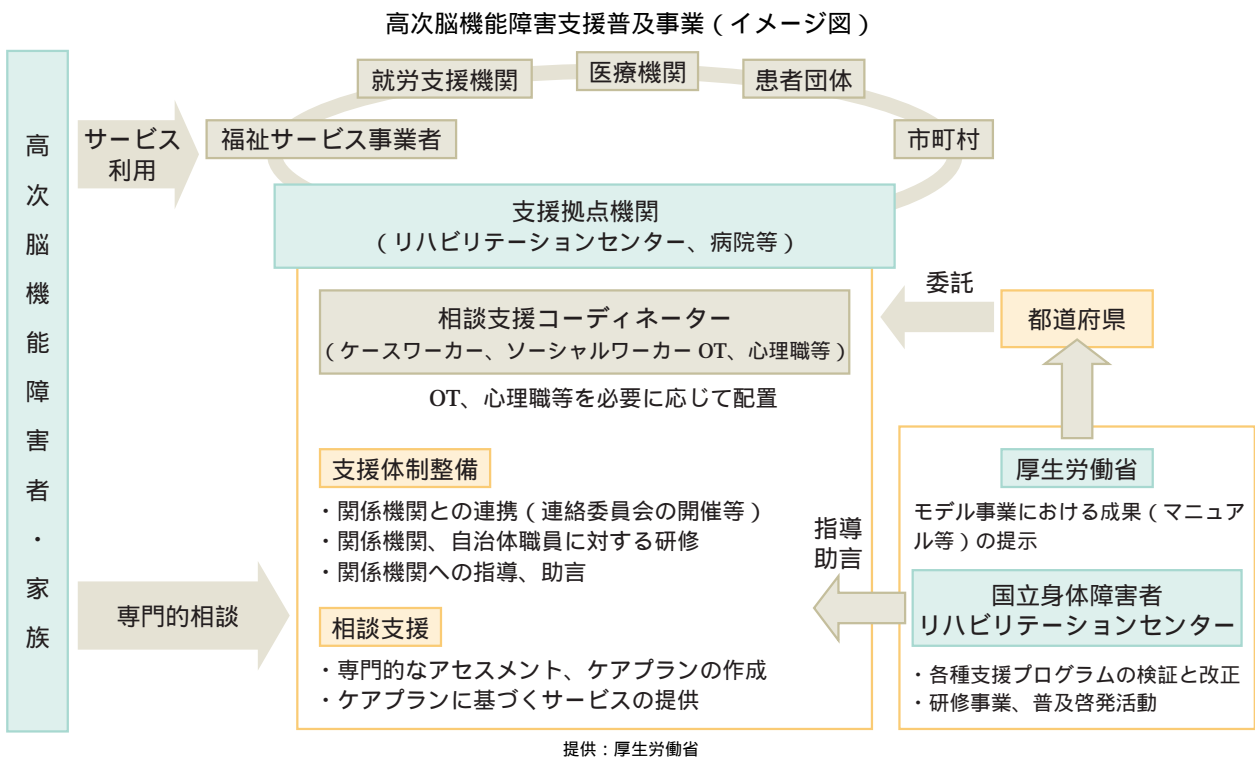 高次脳機能障害支援普及事業(イメージ図)
高次脳機能障害者・家族
サービス
利用
福祉サービス事業者
就労支援機関
医療機関
患者団体
市町村
支援拠点機関
(リハビリテーションセンター、病院等)
相談支援コーディネーター
(ケースワーカー、ソーシャルワーカー OT、心理職等)
OT、心理職等を必要に応じて配置
支援体制整備
・関係機関との連携(連絡委員会の開催等)
・関係機関、自治体職員に対する研修
・関係機関への指導、助言
専門的相談
相談支援
・専門的なアセスメント、ケアプランの作成
・ケアプランに基づくサービスの提供
委託
都道府県
厚生労働省
モデル事業における成果(マニュア
ル等)の提示
指導
助言
国立身体障害者
リハビリテーションセンター
・各種支援プログラムの検証と改正
・研修事業、普及啓発活動
提供:厚生労働省